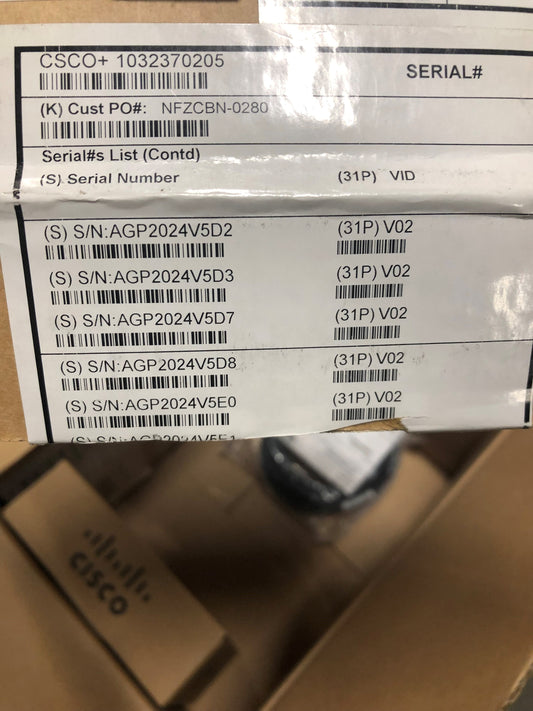 CSCO+ 1032370205
SERIAL#
(K) Cust PO#: NFZCBN-0280
Serial#s List (Contd)
(S) Serial Number (31P) VID
(S) S/N:AGP2024V5D2 (31P) V02
(S) S/N:AGP2024V5D3 (31P) V02
(S) S/N:AGP2024V5D7 (31P) V02
(S) S/N:AGP2024V5D8 (31P) V02
(S) S/N:AGP2024V5E0 (31P) V02
(S) S/N:AGP2024V5E1
CISCO